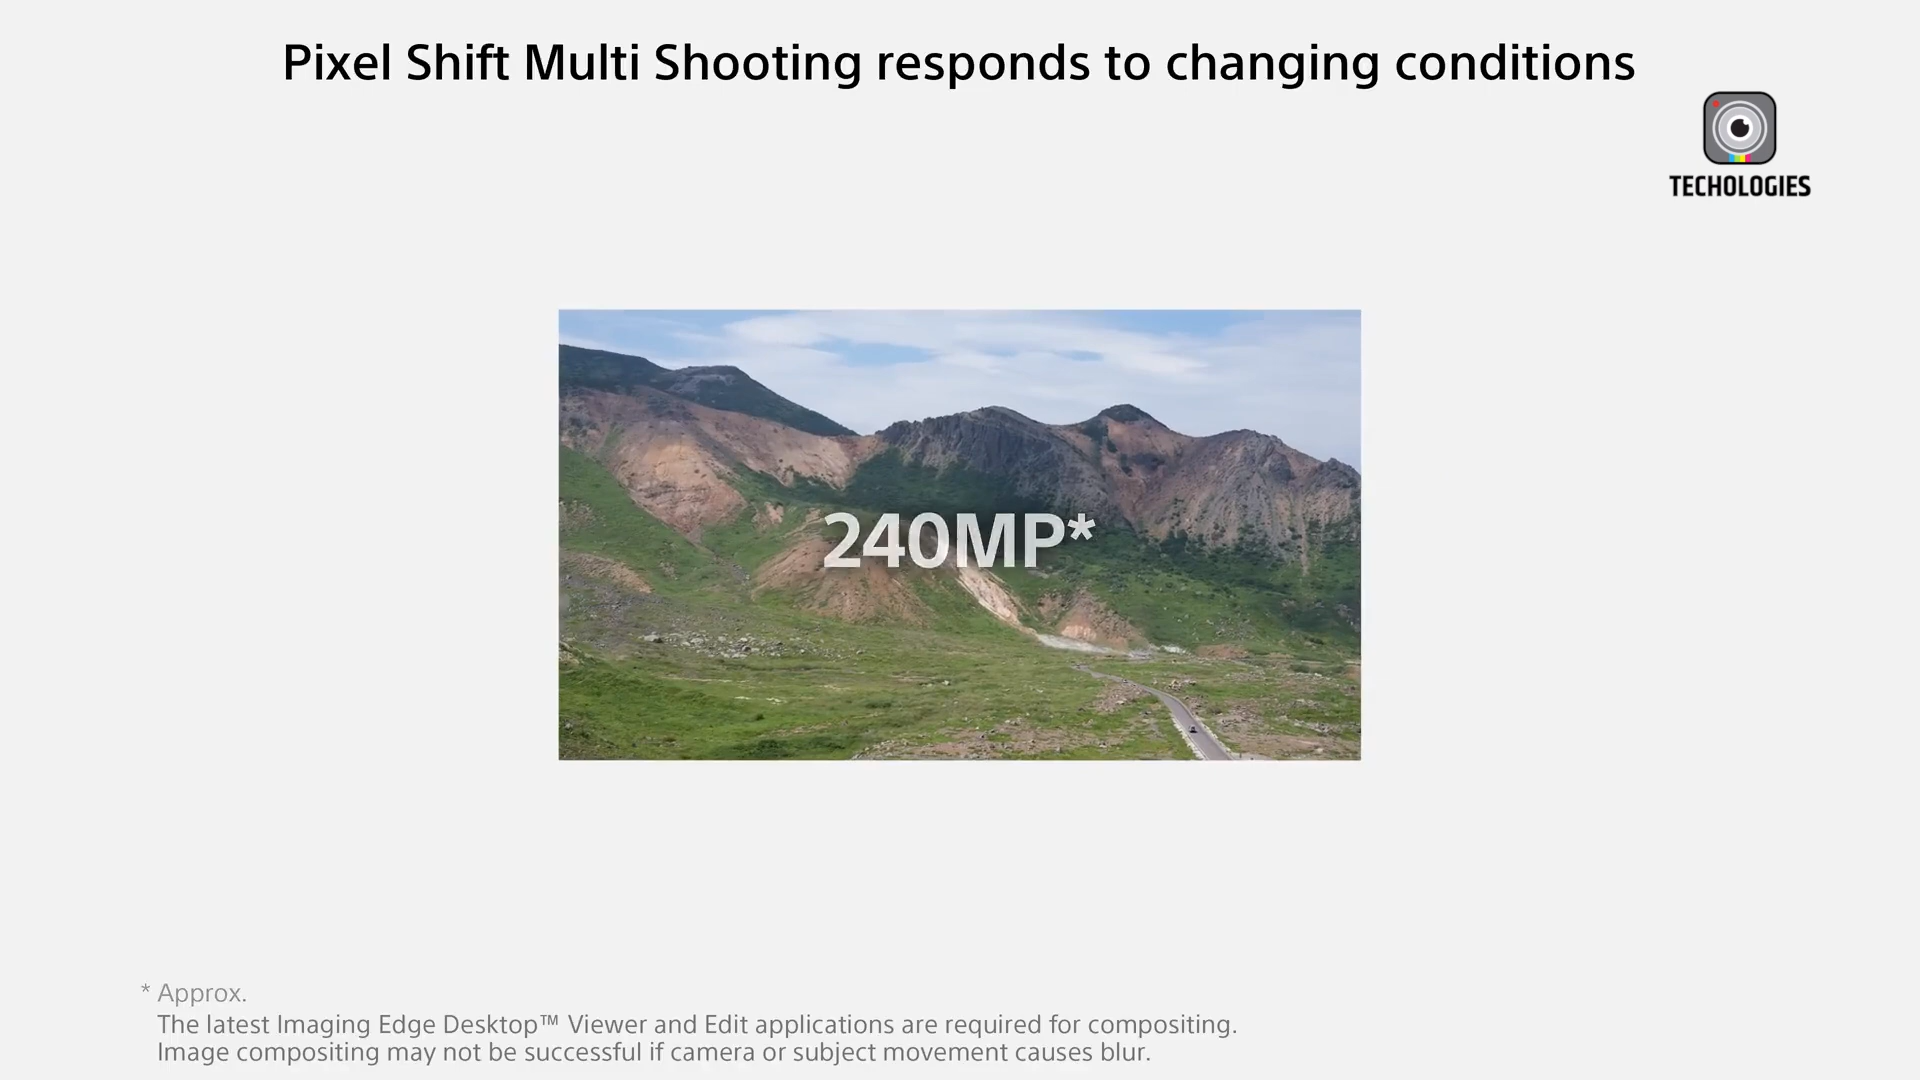 Pixel Shift Multi Shooting responds to changing conditions
TECHOLOGIES
240MP*
* Approx.
The latest Imaging Edge Desktop™ Viewer and Edit applications are required for compositing.
Image compositing may not be successful if camera or subject movement causes blur.